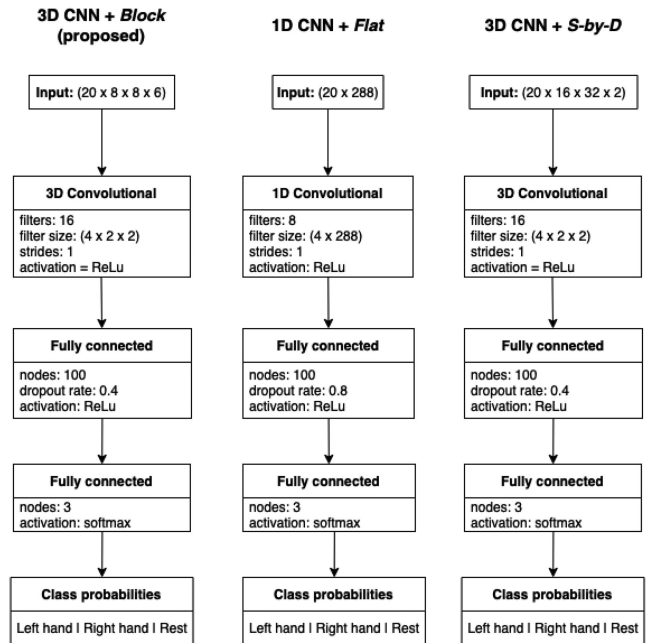 3D CNN + Block
(proposed)
Input: (20 x 8 x 8 x 6)
3D Convolutional
filters: 16
filter size: (4 x 2 x 2)
strides: 1
activation = ReLu
Fully connected
nodes: 100
dropout rate: 0.4
activation: ReLu
Fully connected
nodes: 3
activation: softmax
Class probabilities
Left hand | Right hand | Rest
1D CNN + Flat
Input: (20 x 288)
1D Convolutional
filters: 8
filter size: (4 x 288)
strides: 1
activation: ReLu
Fully connected
nodes: 100
dropout rate: 0.8
activation: ReLu
Fully connected
nodes: 3
activation: softmax
Class probabilities
Left hand | Right hand | Rest
3D CNN + S-by-D
Input: (20 x 16 x 32 x 2)
3D Convolutional
filters: 16
filter size: (4 x 2 x 2)
strides: 1
activation = ReLu
Fully connected
nodes: 100
dropout rate: 0.4
activation: ReLu
Fully connected
nodes: 3
activation: softmax
Class probabilities
Left hand | Right hand | Rest